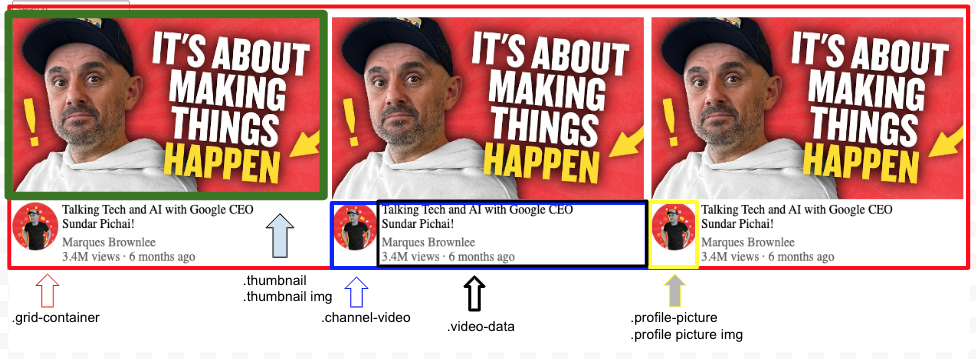 IT'S ABOUT
MAKING
THINGS
HAPPEN
!
IT'S ABOUT
MAKING
THINGS
HAPPEN
!
IT'S ABOUT
MAKING
THINGS
HAPPEN
!
Talking Tech and AI with Google CEO
Sundar Pichai!
Marques Brownlee
3.4M views · 6 months ago
Talking Tech and AI with Google CEO
Sundar Pichai!
Marques Brownlee
3.4M views · 6 months ago
Talking Tech and AI with Google CEO
Sundar Pichai!
Marques Brownlee
3.4M views · 6 months ago
.grid-container
.thumbnail
.thumbnail img
.channel-video
.video-data
.profile-picture
.profile picture img